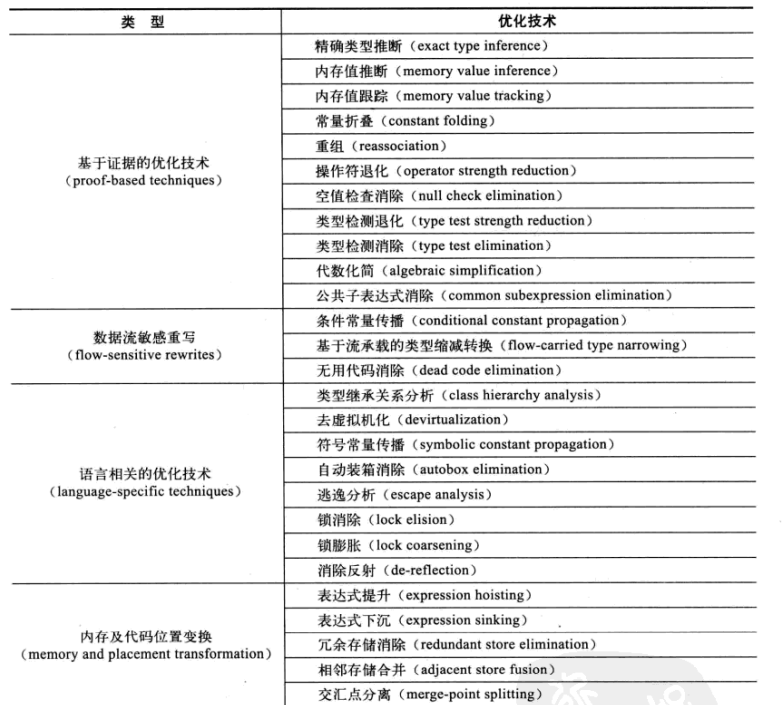 类 型 优化技术
精确类型推断（exact type inference）
内存值推断（memory value inference）
内存值跟踪（memory value tracking）
常量折叠（constant folding）
重组（reassociation）
操作符退化（operator strength reduction）
空值检查消除（null check elimination）
类型检测退化（type test strength reduction）
类型检测消除（type test elimination）
代数化简（algebraic simplification）
公共子表达式消除（common subexpression elimination）
基于证据的优化技术
（proof-based techniques）
条件常量传播（conditional constant propagation）
基于流承载的类型缩减转换（flow-carried type narrowing）
无用代码消除（dead code elimination）
数据流敏感重写
（flow-sensitive rewrites）
类型继承关系分析（class hierarchy analysis）
去虚拟机化（devirtualization）
符号常量传播（symbolic constant propagation）
自动装箱消除（autobox elimination）
逃逸分析（escape analysis）
锁消除（lock elision）
锁膨胀（lock coarsening）
消除反射（de-reflection）
语言相关的优化技术
（language-specific techniques）
表达式提升（expression hoisting）
表达式下沉（expression sinking）
冗余存储消除（redundant store elimination）
相邻存储合并（adjacent store fusion）
交汇点分离（merge-point splitting）
内存及代码位置变换
（memory and placement transformation）